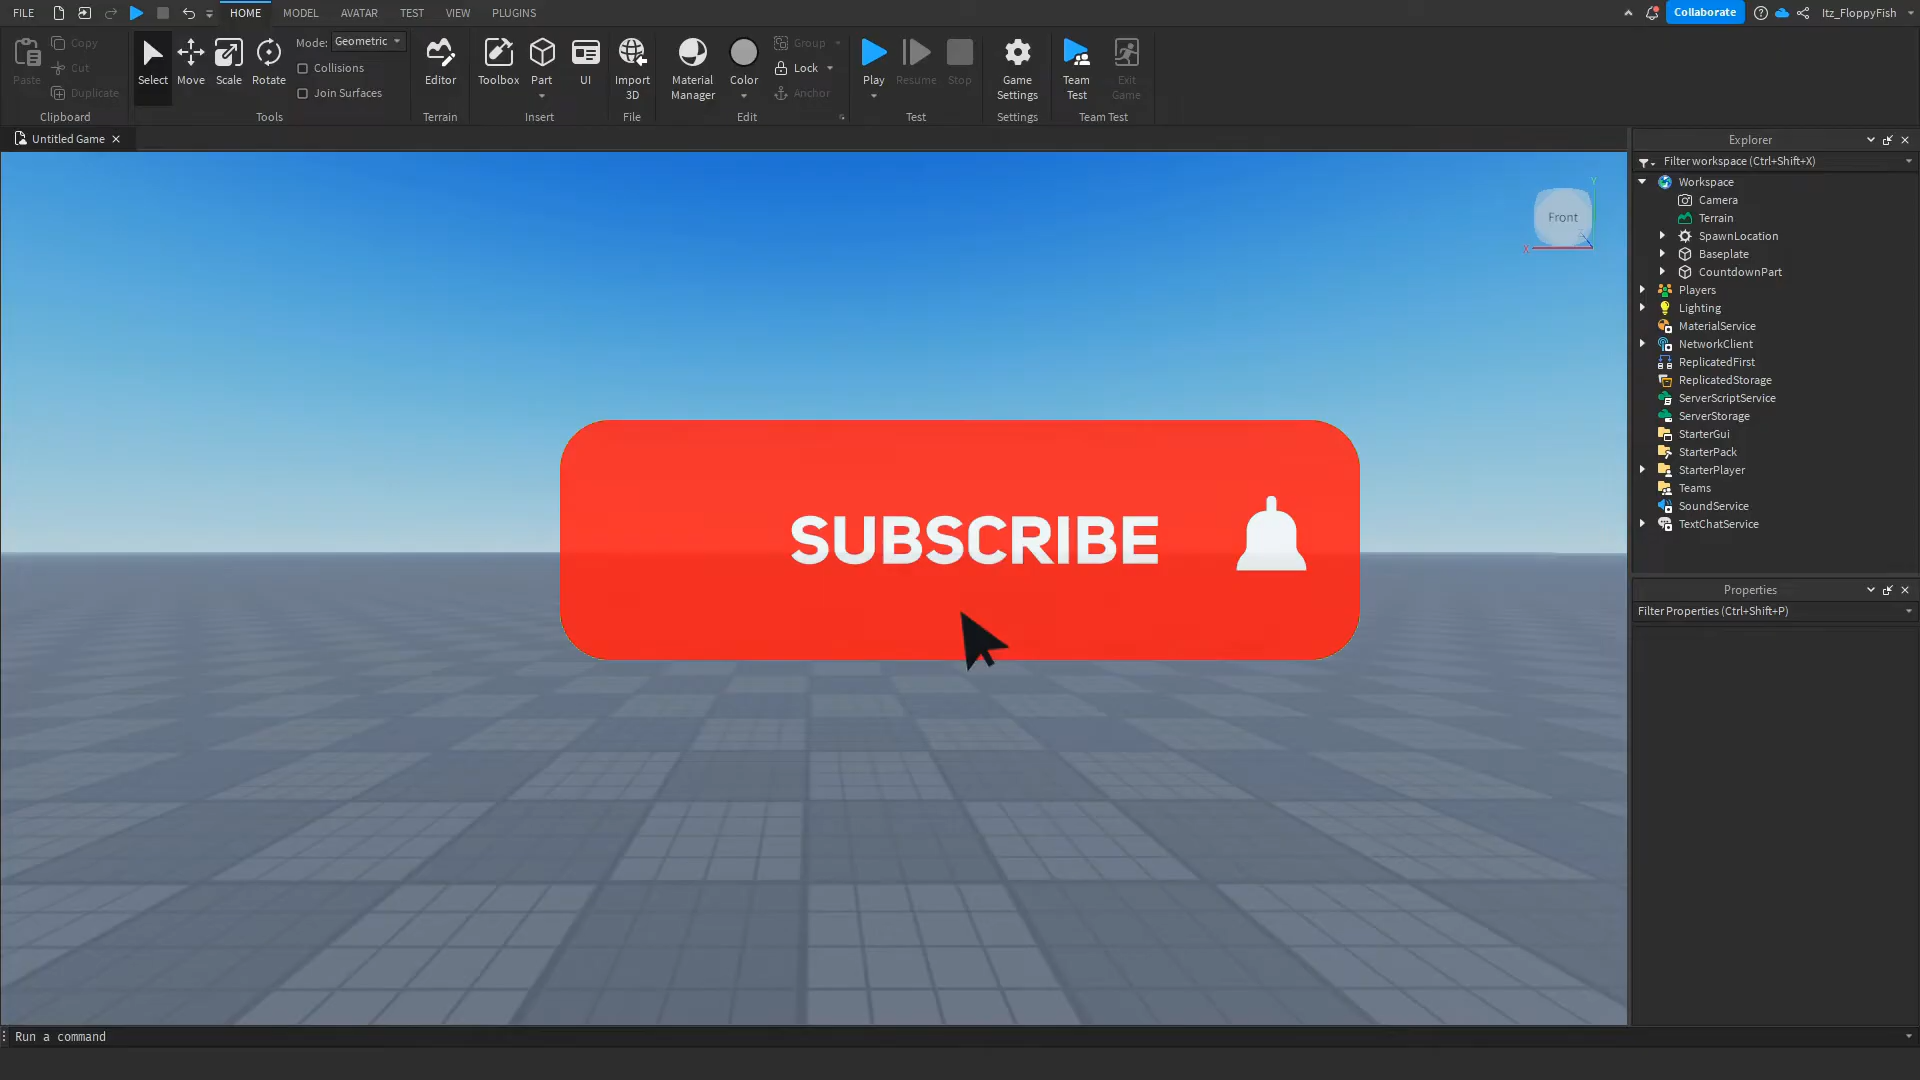 FILE HOME MODEL AVATAR TEST VIEW PLUGINS Collaborate Itz_FloppyFish
Paste Copy Cut Duplicate
Clipboard
Select Move Scale Rotate
Mode: Geometric
Collisions
Join Surfaces
Tools
Editor
Terrain
Toolbox Part UI
Insert
Import
3D
File
Material
Manager
Color
Group
Lock
Anchor
Edit
Play Resume Stop
Test
Game
Settings
Settings
Team
Test
Exit
Game
Team Test
Untitled Game
Front
X
Y
SUBSCRIBE
Explorer
Filter workspace (Ctrl+Shift+X)
Workspace
Camera
Terrain
SpawnLocation
Baseplate
CountdownPart
Players
Lighting
MaterialService
NetworkClient
ReplicatedFirst
ReplicatedStorage
ServerScriptService
ServerStorage
StarterGui
StarterPack
StarterPlayer
Teams
SoundService
TextChatService
Properties
Filter Properties (Ctrl+Shift+P)
Run a command